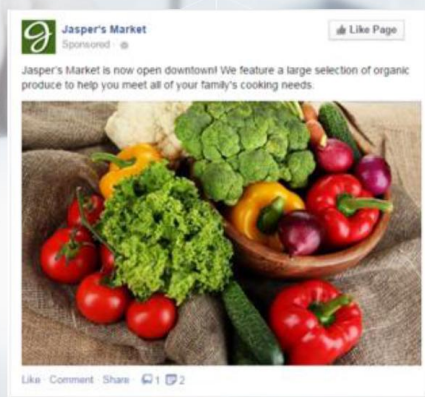 Jasper's Market
Sponsored ·
Like Page
Jasper's Market is now open downtown! We feature a large selection of organic
produce to help you meet all of your family's cooking needs.
Like · Comment · Share · 1 2